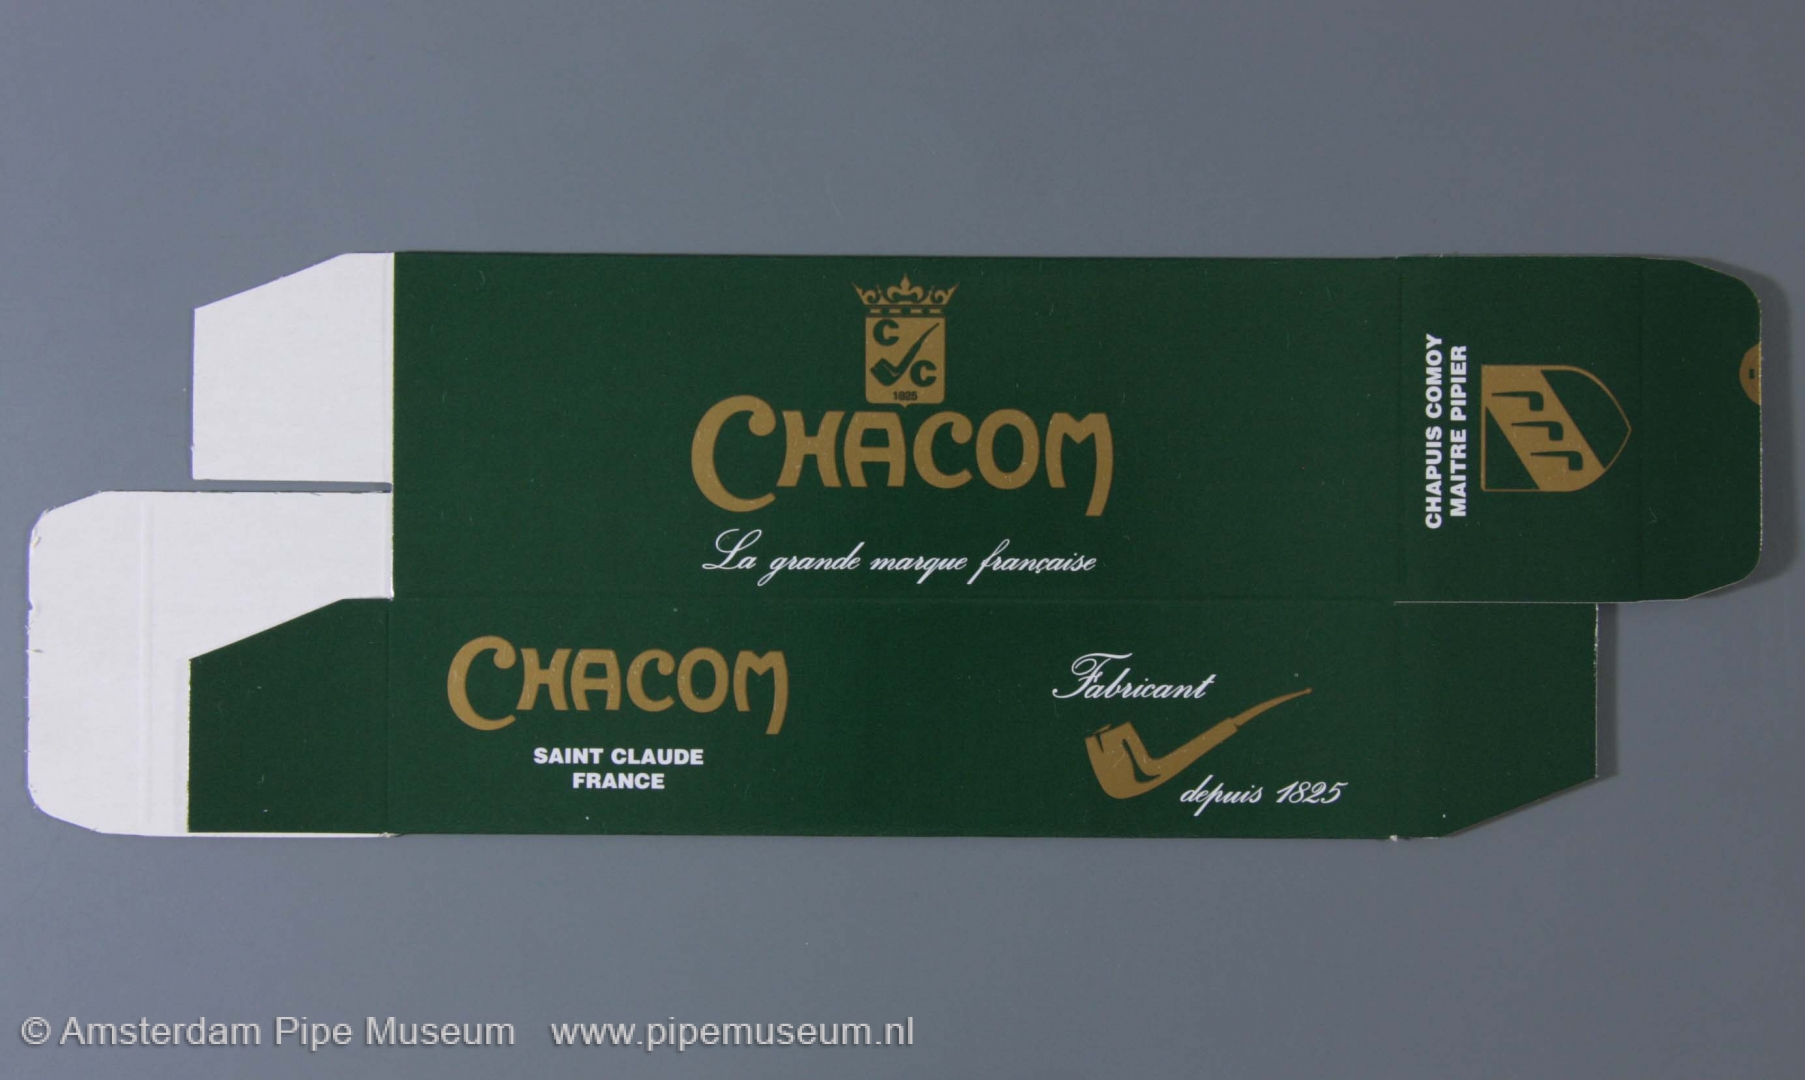 C
C
1825
CHACOM
La grande marque française
CHAPUIS COMOY
MAITRE PIPIER
CHACOM
SAINT CLAUDE
FRANCE
Fabricant
depuis 1825
© Amsterdam Pipe Museum www.pipemuseum.nl